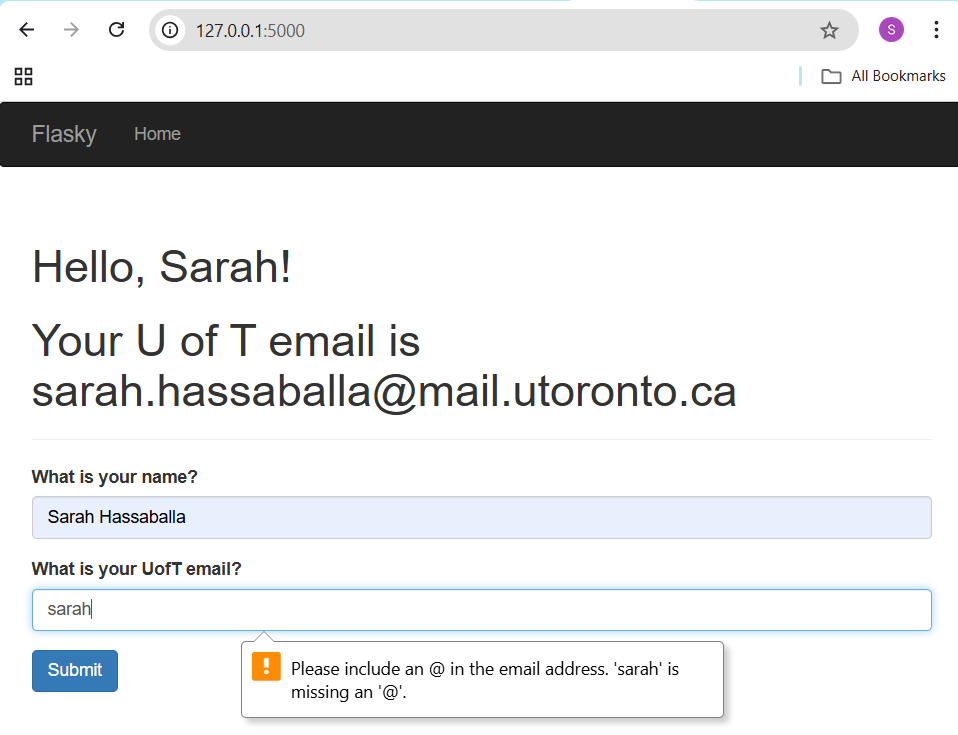 127.0.0.1:5000
S
All Bookmarks
Flasky Home
Hello, Sarah!
Your U of T email is
sarah.hassaballa@mail.utoronto.ca
What is your name?
Sarah Hassaballa
What is your UofT email?
sarah
Submit
Please include an @ in the email address. 'sarah' is
missing an '@'.